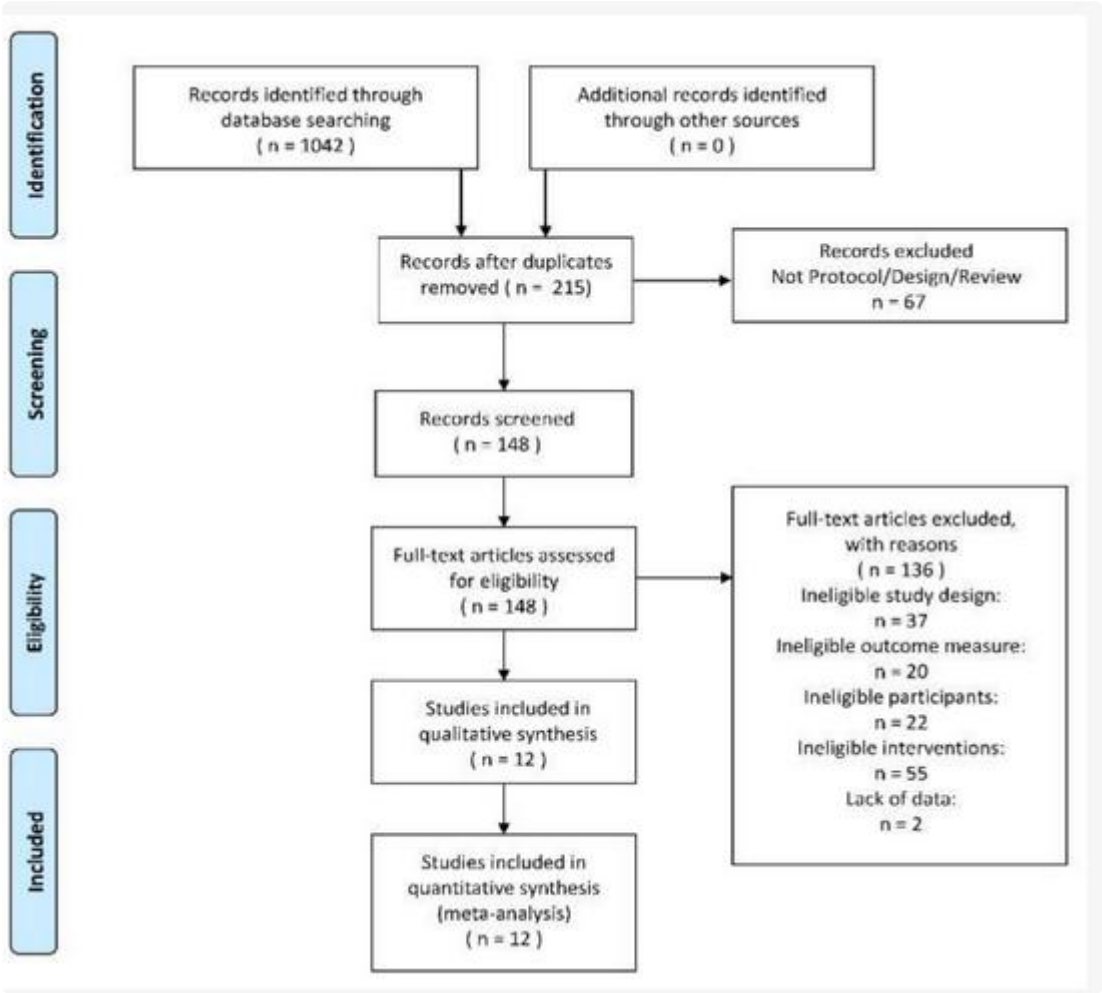 Identification
Records identified through
database searching
( n = 1042 )
Additional records identified
through other sources
( n = 0 )
Records after duplicates
removed ( n = 215)
Records excluded
Not Protocol/Design/Review
n = 67
Screening
Records screened
( n = 148 )
Eligibility
Full-text articles assessed
for eligibility
( n = 148 )
Full-text articles excluded,
with reasons
( n = 136 )
Ineligible study design:
n = 37
Ineligible outcome measure:
n = 20
Ineligible participants:
n = 22
Ineligible interventions:
n = 55
Lack of data:
n = 2
Studies included in
qualitative synthesis
( n = 12 )
Included
Studies included in
quantitative synthesis
(meta-analysis)
( n = 12 )